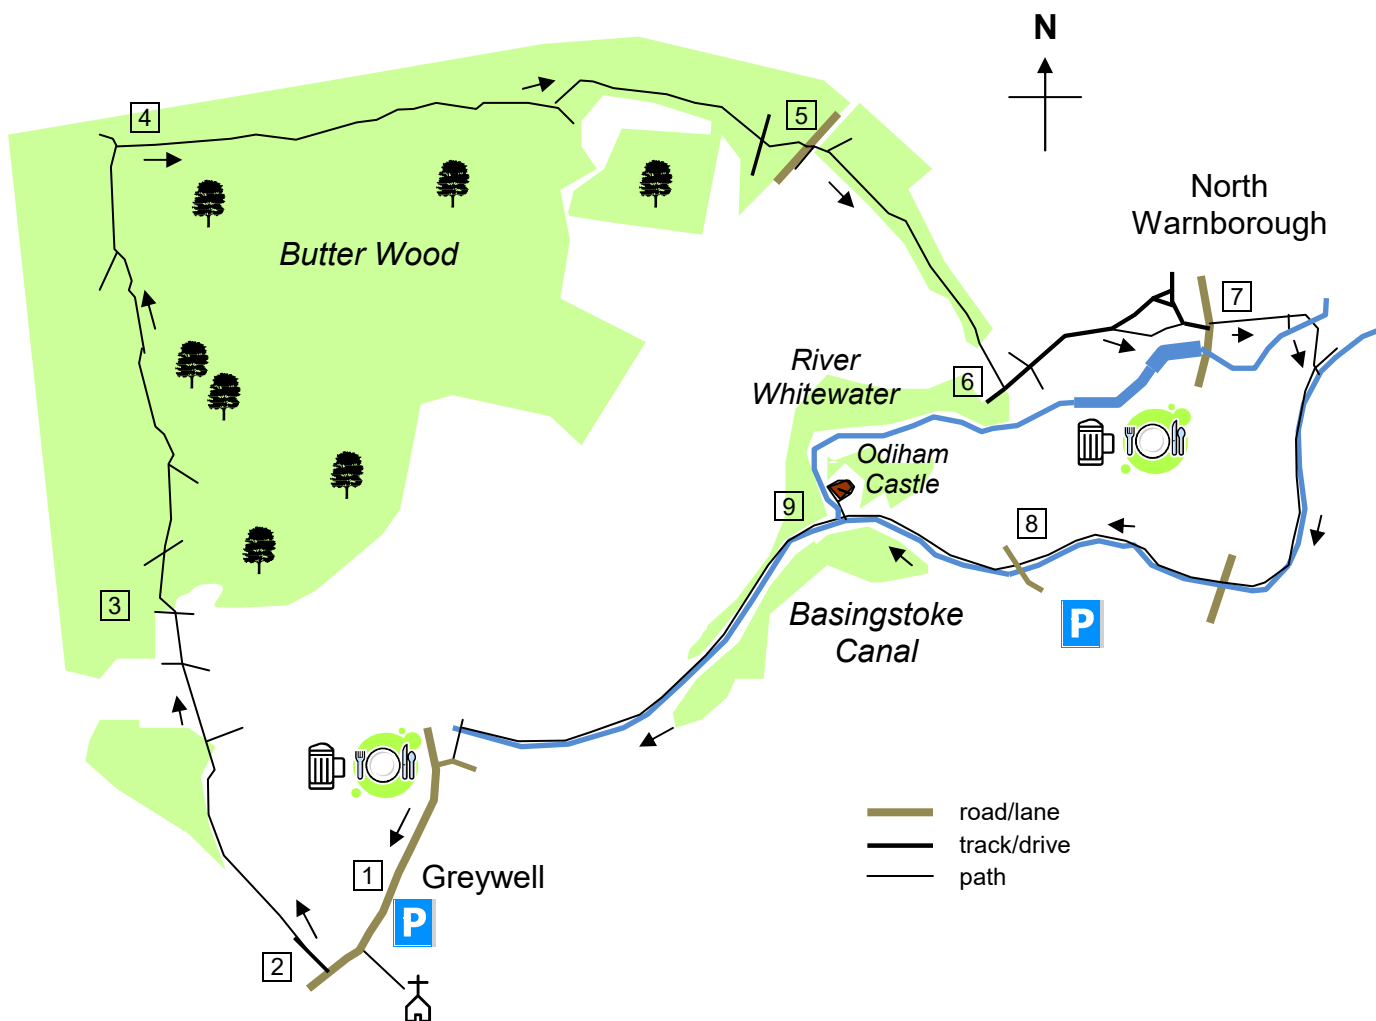 N
4
5
North
Warnborough
Butter Wood
7
River
Whitewater
6
Odiham
Castle
9
8
3
Basingstoke
Canal
P
road/lane
track/drive
path
1
Greywell
P
2